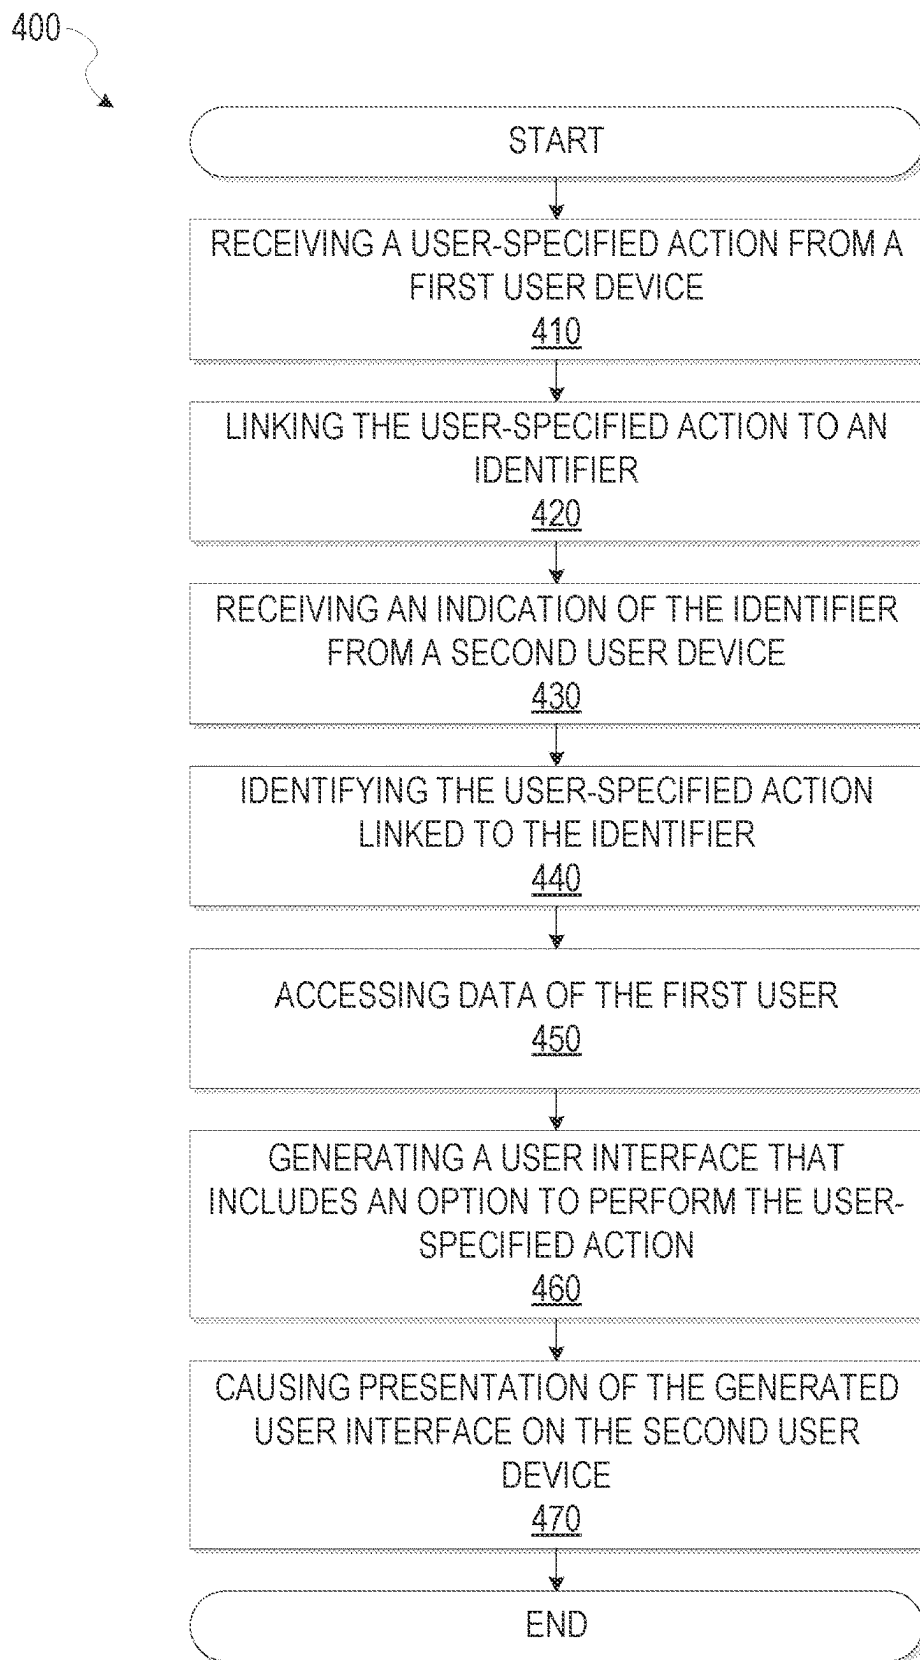 400
START
RECEIVING A USER-SPECIFIED ACTION FROM A
FIRST USER DEVICE
410
LINKING THE USER-SPECIFIED ACTION TO AN
IDENTIFIER
420
RECEIVING AN INDICATION OF THE IDENTIFIER
FROM A SECOND USER DEVICE
430
IDENTIFYING THE USER-SPECIFIED ACTION
LINKED TO THE IDENTIFIER
440
ACCESSING DATA OF THE FIRST USER
450
GENERATING A USER INTERFACE THAT
INCLUDES AN OPTION TO PERFORM THE USER-
SPECIFIED ACTION
460
CAUSING PRESENTATION OF THE GENERATED
USER INTERFACE ON THE SECOND USER
DEVICE
470
END